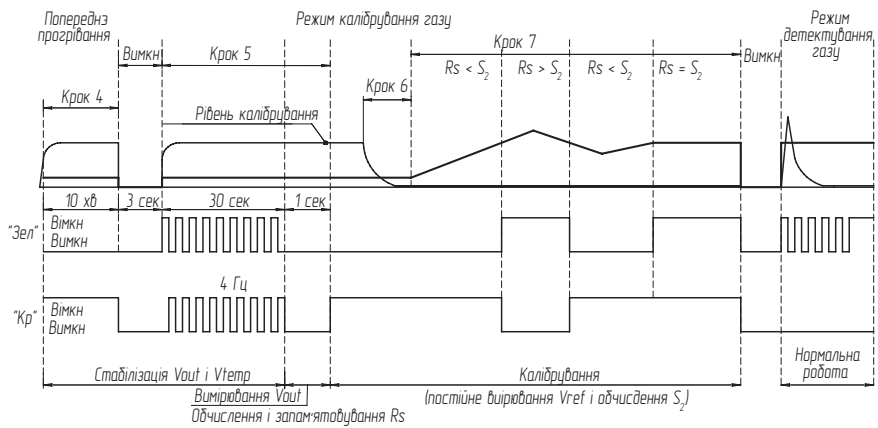 Попереднэ
прогрівання
Режим калібрування газу
Режим
детектування
газу
Вимкн
Крок 5
Крок 7
Вимкн
Rs < S2
Rs > S2
Rs < S2
Rs = S2
Крок 4
Крок 6
Рівень калібрування
10 хв
3 сек
30 сек
1 сек
"Зел"
Вімкн
Вимкн
4 Гц
"Кр"
Вімкн
Вимкн
Стабілізація Vout i Vtemp
Калібрування
Нормальна
робота
Вимірювання Vout
(постійне виірювання Vref і обчисдення S2)
Обчислення і запам'ятовування Rs